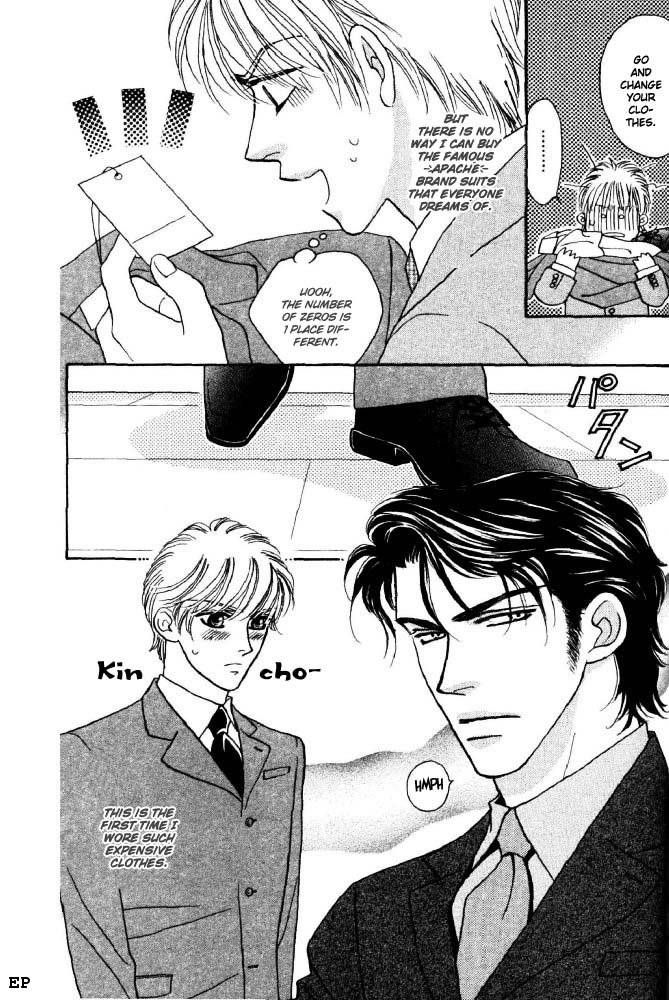 GO
AND
CHANGE
YOUR
CLO-
THES.
..........
BUT
THERE IS NO
WAY I CAN BUY
THE FAMOUS
-APACHE-
BRAND SUITS
THAT EVERYONE
DREAMS OF.
UOOH,
THE NUMBER
OF ZEROS IS
1 PLACE DIF-
FERENT.
パ
タ
ン
Kin cho-
HMPH
THIS IS THE
FIRST TIME I
WORE SUCH
EXPENSIVE
CLOTHES.
EP